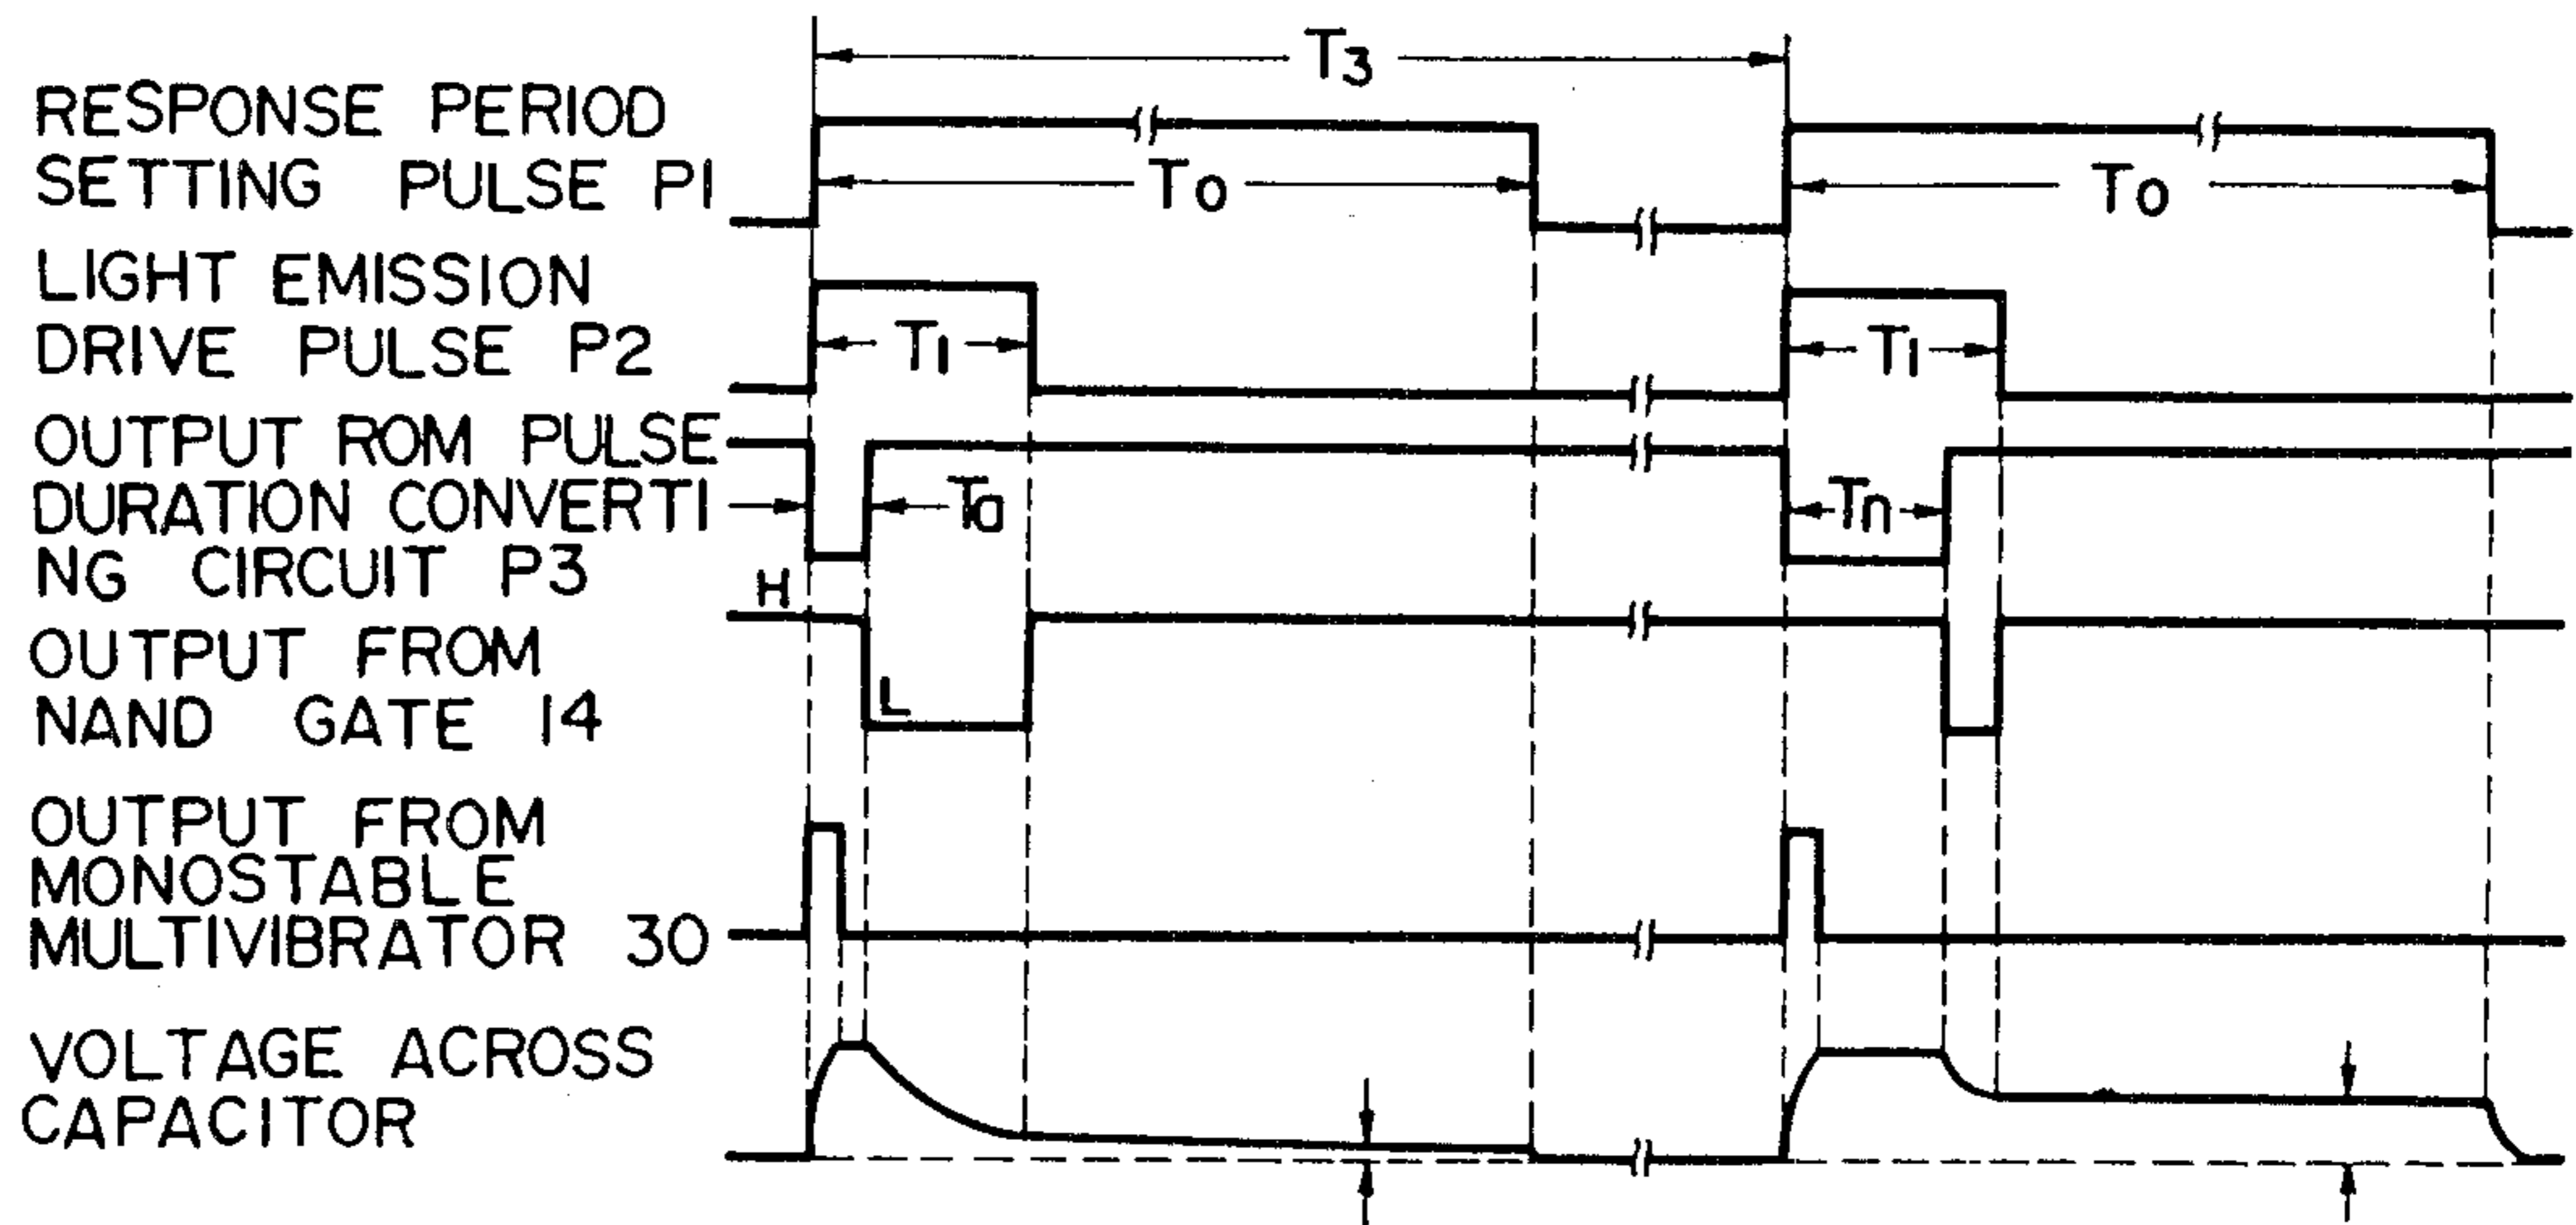 T3
RESPONSE PERIOD
SETTING PULSE P1
To
To
LIGHT EMISSION
DRIVE PULSE P2
T1
T1
OUTPUT ROM PULSE
DURATION CONVERTI
NG CIRCUIT P3
Ta
Tn
H
L
OUTPUT FROM
NAND GATE 14
OUTPUT FROM
MONOSTABLE
MULTIVIBRATOR 30
VOLTAGE ACROSS
CAPACITOR